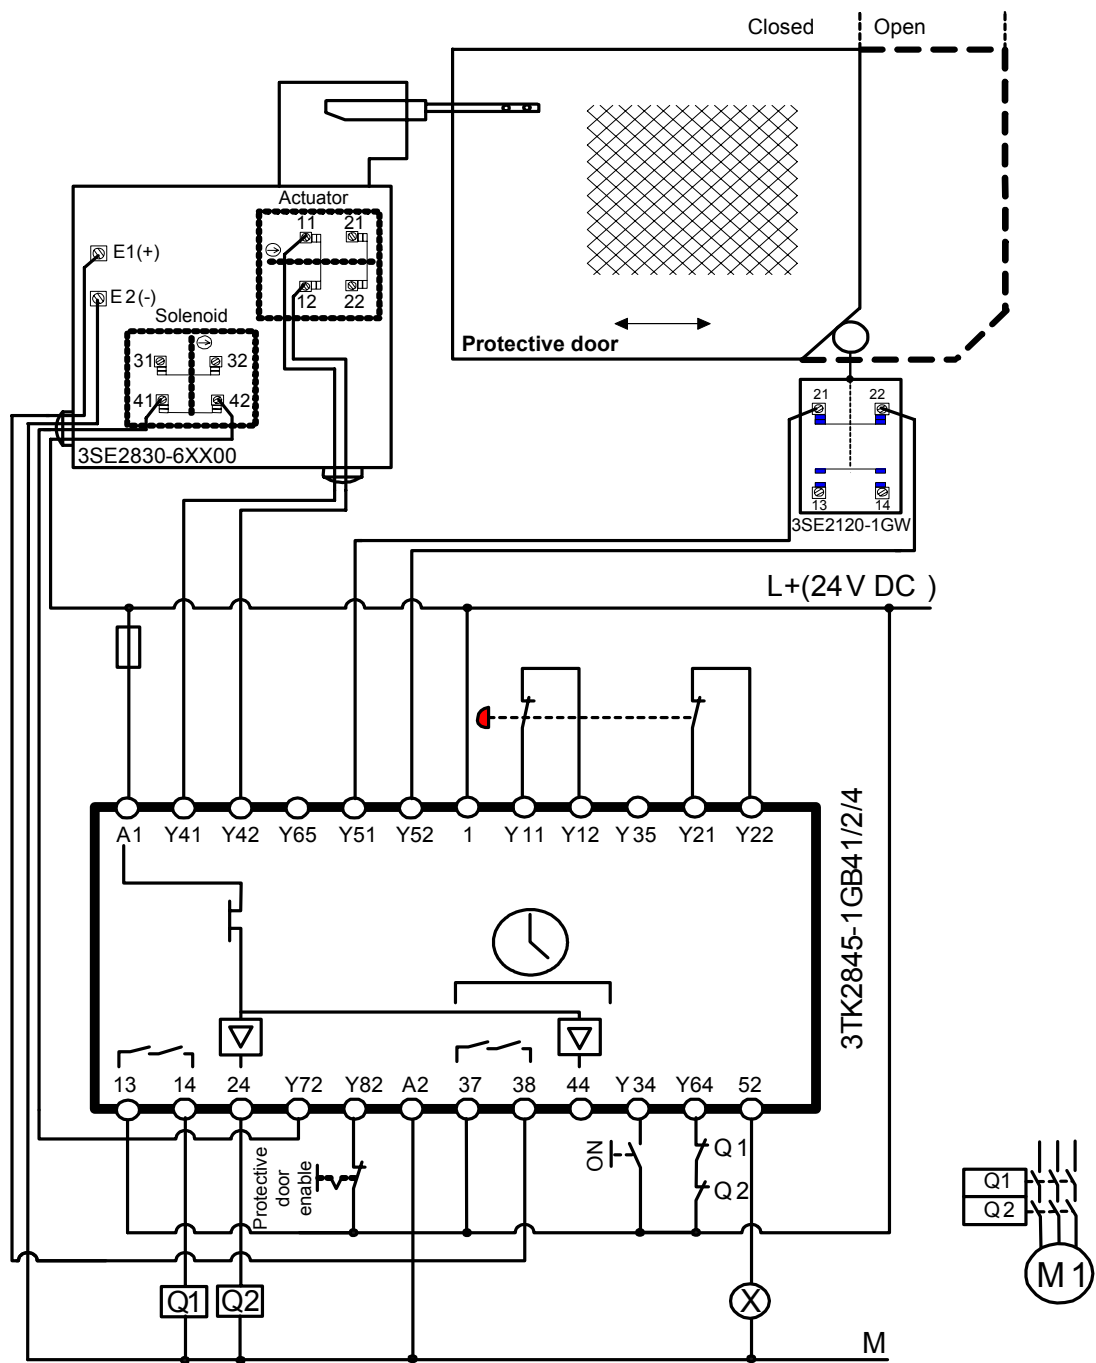 Closed
Open
Actuator
11
21
E1(+)
12
22
E2(-)
Solenoid
31
32
41
42
Protective door
3SE2830-6XX00
21
22
13
14
3SE2120-1GW
L+(24V DC )
A1
Y41
Y42
Y65
Y51
Y52
1
Y11
Y12
Y35
Y21
Y22
3TK2845-1GB41/2/4
13
14
24
Y72
Y82
A2
37
38
44
Y34
Y64
52
Protective
door
enable
ON
Q1
Q2
Q1
Q2
M1
Q1
Q2
X
M